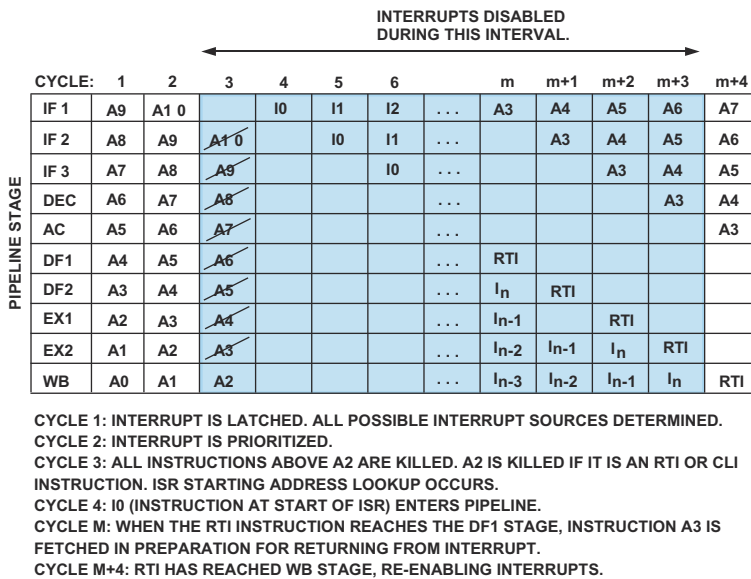 INTERRUPTS DISABLED
DURING THIS INTERVAL.
CYCLE: 1 2 3 4 5 6 m m+1 m+2 m+3 m+4
PIPELINE STAGE
IF 1 A9 A1 0 I0 I1 I2 . . . A3 A4 A5 A6 A7
IF 2 A8 A9 A1 0 I0 I1 . . . A3 A4 A5 A6
IF 3 A7 A8 A9 I0 . . . A3 A4 A5
DEC A6 A7 A8 . . . A3 A4
AC A5 A6 A7 . . . A3
DF1 A4 A5 A6 . . . RTI
DF2 A3 A4 A5 . . . In RTI
EX1 A2 A3 A4 . . . In-1 RTI
EX2 A1 A2 A3 . . . In-2 In-1 In RTI
WB A0 A1 A2 . . . In-3 In-2 In-1 In RTI
CYCLE 1: INTERRUPT IS LATCHED. ALL POSSIBLE INTERRUPT SOURCES DETERMINED.
CYCLE 2: INTERRUPT IS PRIORITIZED.
CYCLE 3: ALL INSTRUCTIONS ABOVE A2 ARE KILLED. A2 IS KILLED IF IT IS AN RTI OR CLI
INSTRUCTION. ISR STARTING ADDRESS LOOKUP OCCURS.
CYCLE 4: I0 (INSTRUCTION AT START OF ISR) ENTERS PIPELINE.
CYCLE M: WHEN THE RTI INSTRUCTION REACHES THE DF1 STAGE, INSTRUCTION A3 IS
FETCHED IN PREPARATION FOR RETURNING FROM INTERRUPT.
CYCLE M+4: RTI HAS REACHED WB STAGE, RE-ENABLING INTERRUPTS.